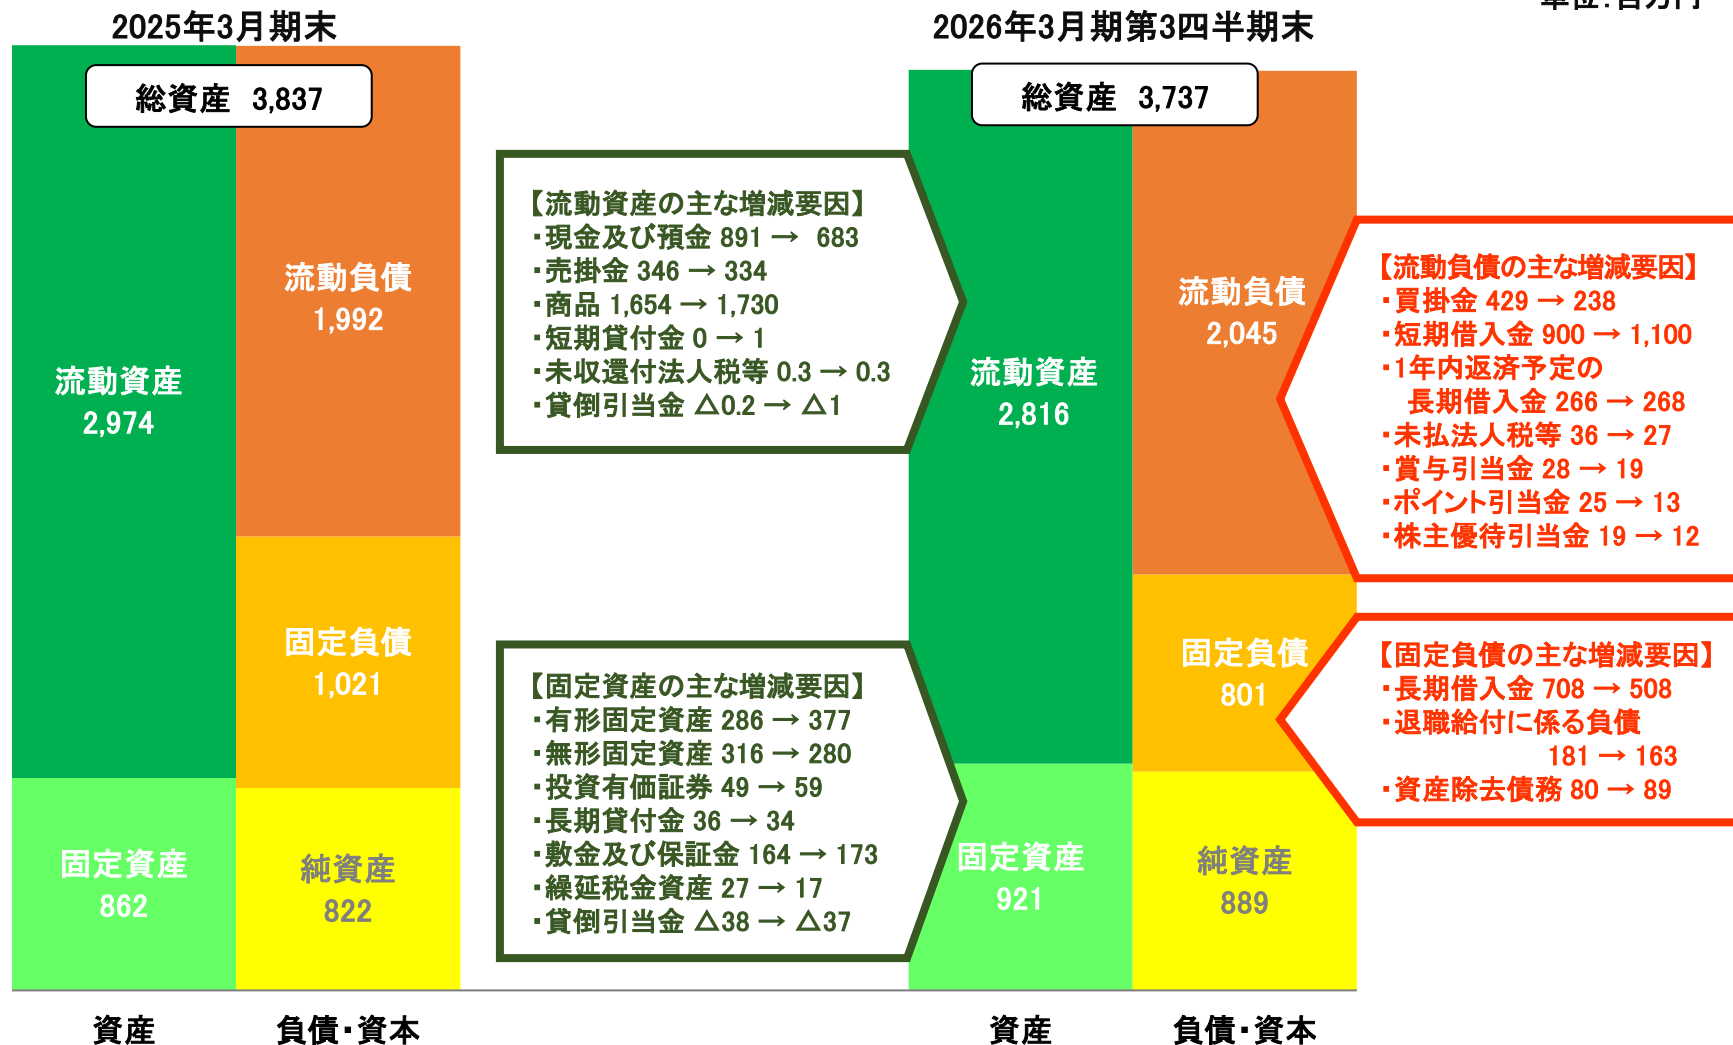 単位：百万円
2025年3月期末
2026年3月期第3四半期末
総資産 3,837
流動資産
2,974
固定資産
862
流動負債
1,992
固定負債
1,021
純資産
822
【流動資産の主な増減要因】
・現金及び預金 891 → 683
・売掛金 346 → 334
・商品 1,654 → 1,730
・短期貸付金 0 → 1
・未収還付法人税等 0.3 → 0.3
・貸倒引当金 △0.2 → △1
【固定資産の主な増減要因】
・有形固定資産 286 → 377
・無形固定資産 316 → 280
・投資有価証券 49 → 59
・長期貸付金 36 → 34
・敷金及び保証金 164 → 173
・繰延税金資産 27 → 17
・貸倒引当金 △38 → △37
総資産 3,737
流動資産
2,816
固定資産
921
流動負債
2,045
固定負債
801
純資産
889
【流動負債の主な増減要因】
・買掛金 429 → 238
・短期借入金 900 → 1,100
・1年内返済予定の
長期借入金 266 → 268
・未払法人税等 36 → 27
・賞与引当金 28 → 19
・ポイント引当金 25 → 13
・株主優待引当金 19 → 12
【固定負債の主な増減要因】
・長期借入金 708 → 508
・退職給付に係る負債
181 → 163
・資産除去債務 80 → 89
資産
負債・資本
資産
負債・資本